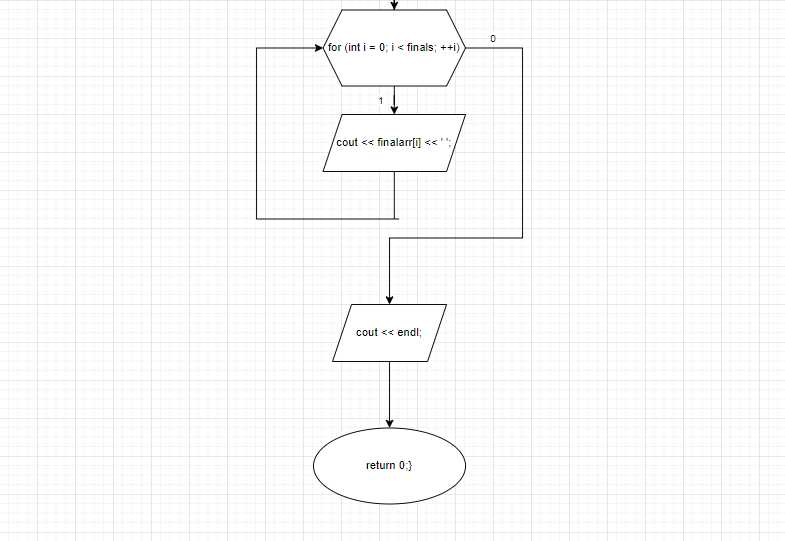 0
for (int i = 0; i < finals; ++i)
1
cout << finalarr[i] << ' ';
cout << endl;
return 0;}